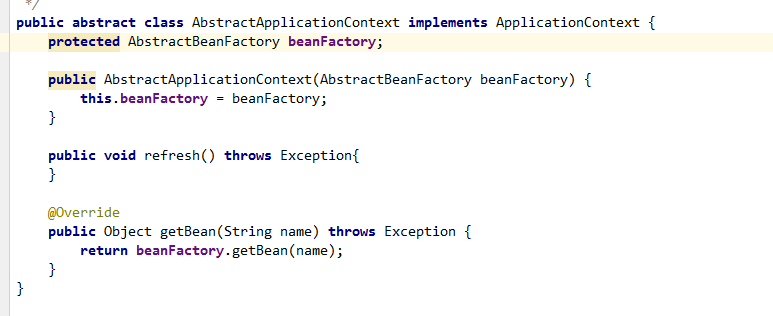 */
public abstract class AbstractApplicationContext implements ApplicationContext {
    protected AbstractBeanFactory beanFactory;

    public AbstractApplicationContext(AbstractBeanFactory beanFactory) {
        this.beanFactory = beanFactory;
    }

    public void refresh() throws Exception{
    }

    @Override
    public Object getBean(String name) throws Exception {
        return beanFactory.getBean(name);
    }
}